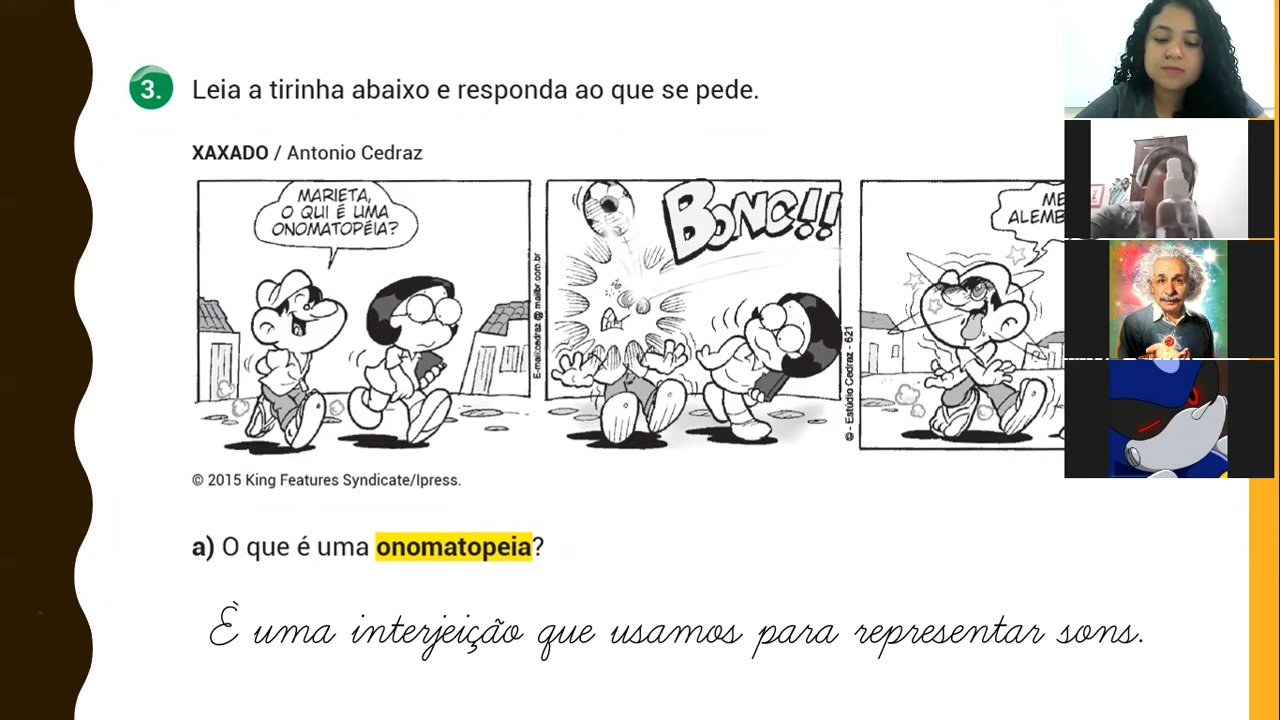 3. Leia a tirinha abaixo e responda ao que se pede.
XAXADO / Antonio Cedraz
MARIETA,
O QUI É UMA
ONOMATOPÉIA?
E-mail:cedraz @ mailbr.com.br
BONC!!
© - Estúdio Cedraz - 621
ME
ALEMB
© 2015 King Features Syndicate/Ipress.
a) O que é uma onomatopeia?
È uma interjeição que usamos para representar sons.